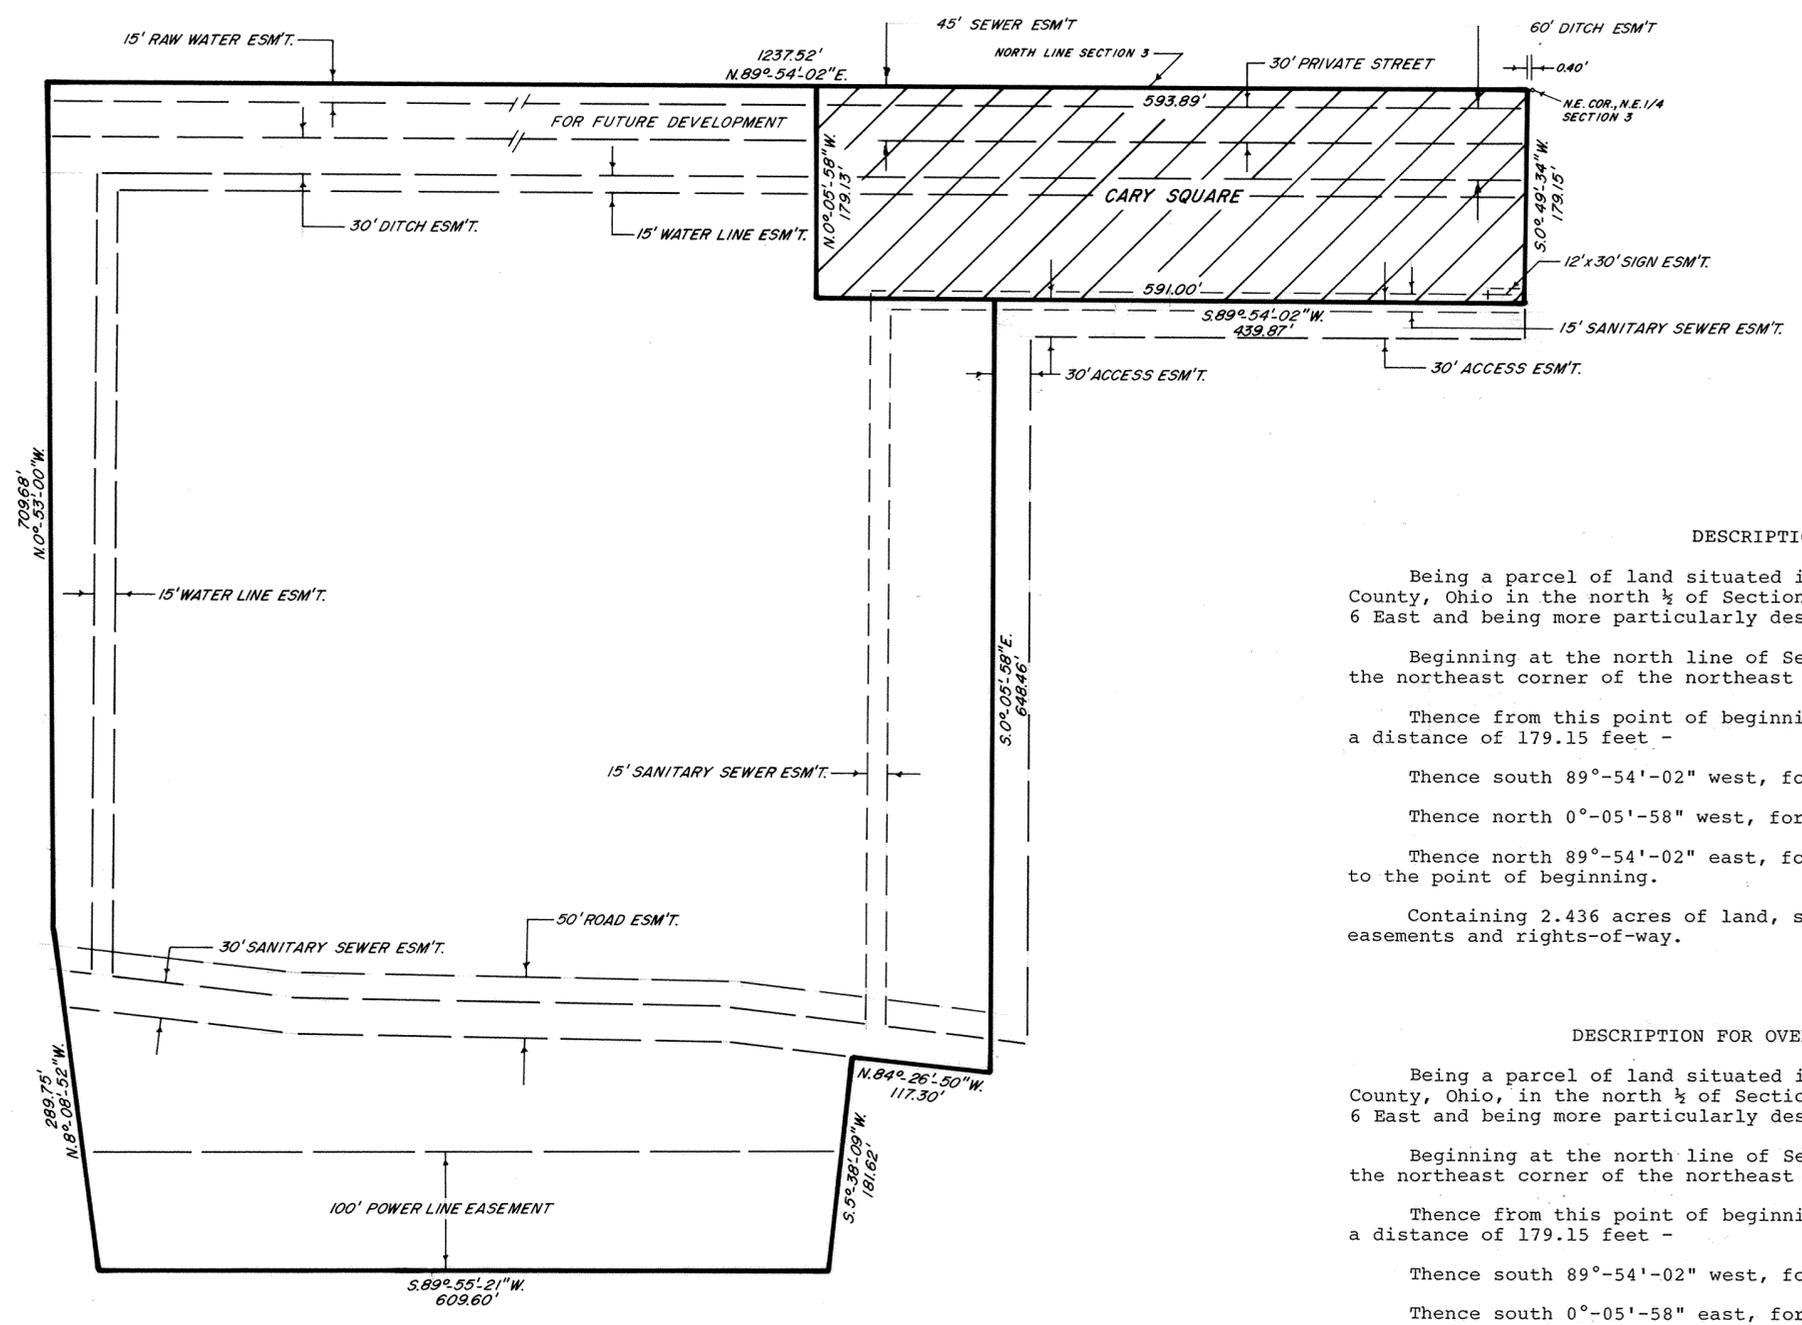 45' SEWER ESM'T
60' DITCH ESM'T
15' RAW WATER ESM'T.
1237.52'
N.89°-54'-02"E.
NORTH LINE SECTION 3
30' PRIVATE STREET
0.40'
593.89'
N.E. COR., N.E. 1/4
SECTION 3
FOR FUTURE DEVELOPMENT
N.0°-05'-58"W.
179.13'
CARY SQUARE
S.0°-49'-34"W.
179.15'
30' DITCH ESM'T.
15' WATER LINE ESM'T.
12'x30' SIGN ESM'T.
591.00'
S.89°-54'-02"W.
439.87'
15' SANITARY SEWER ESM'T.
30' ACCESS ESM'T.
30' ACCESS ESM'T.
709.68'
N.0°-53'-00"W.
15' WATER LINE ESM'T.
S.0°-05'-58"E.
648.46'
15' SANITARY SEWER ESM'T.
50' ROAD ESM'T.
30' SANITARY SEWER ESM'T.
289.75'
N.8°-08'-52"W.
N.84°-26'-50"W.
117.30'
S.5°-38'-09"W.
181.62'
100' POWER LINE EASEMENT
S.89°-55'-21"W.
609.60'
DESCRIPTI
Being a parcel of land situated i
County, Ohio in the north ½ of Section
6 East and being more particularly des
Beginning at the north line of Se
the northeast corner of the northeast
Thence from this point of beginni
a distance of 179.15 feet -
Thence south 89°-54'-02" west, fo
Thence north 0°-05'-58" west, for
Thence north 89°-54'-02" east, fo
to the point of beginning.
Containing 2.436 acres of land, s
easements and rights-of-way.
DESCRIPTION FOR OVE
Being a parcel of land situated i
County, Ohio, in the north ½ of Sectio
6 East and being more particularly des
Beginning at the north line of Se
the northeast corner of the northeast
Thence from this point of beginni
a distance of 179.15 feet -
Thence south 89°-54'-02" west, fo
Thence south 0°-05'-58" east, for